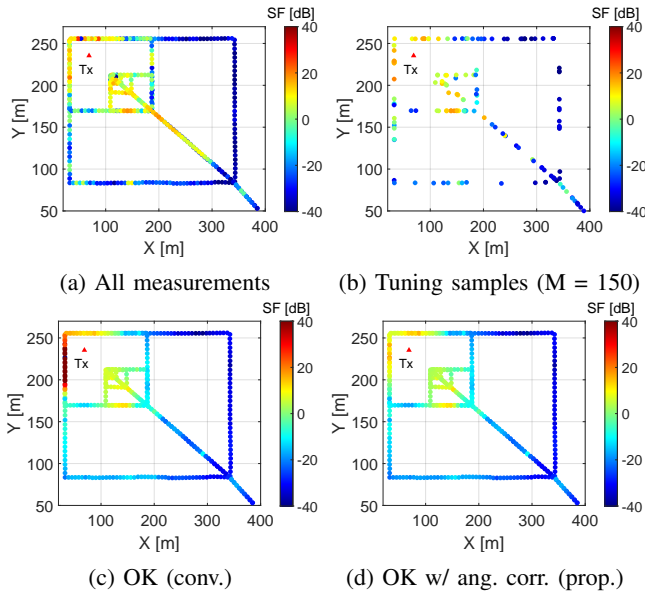 SF [dB]
SF [dB]
250
200
150
100
50
Y [m]
Tx
100
200
300
400
X [m]
40
20
0
-20
-40
250
200
150
100
50
Y [m]
Tx
100
200
300
400
X [m]
40
20
0
-20
-40
(a) All measurements
(b) Tuning samples (M = 150)
SF [dB]
SF [dB]
250
200
150
100
50
Y [m]
Tx
100
200
300
400
X [m]
40
20
0
-20
-40
250
200
150
100
50
Y [m]
Tx
100
200
300
400
X [m]
40
20
0
-20
-40
(c) OK (conv.)
(d) OK w/ ang. corr. (prop.)